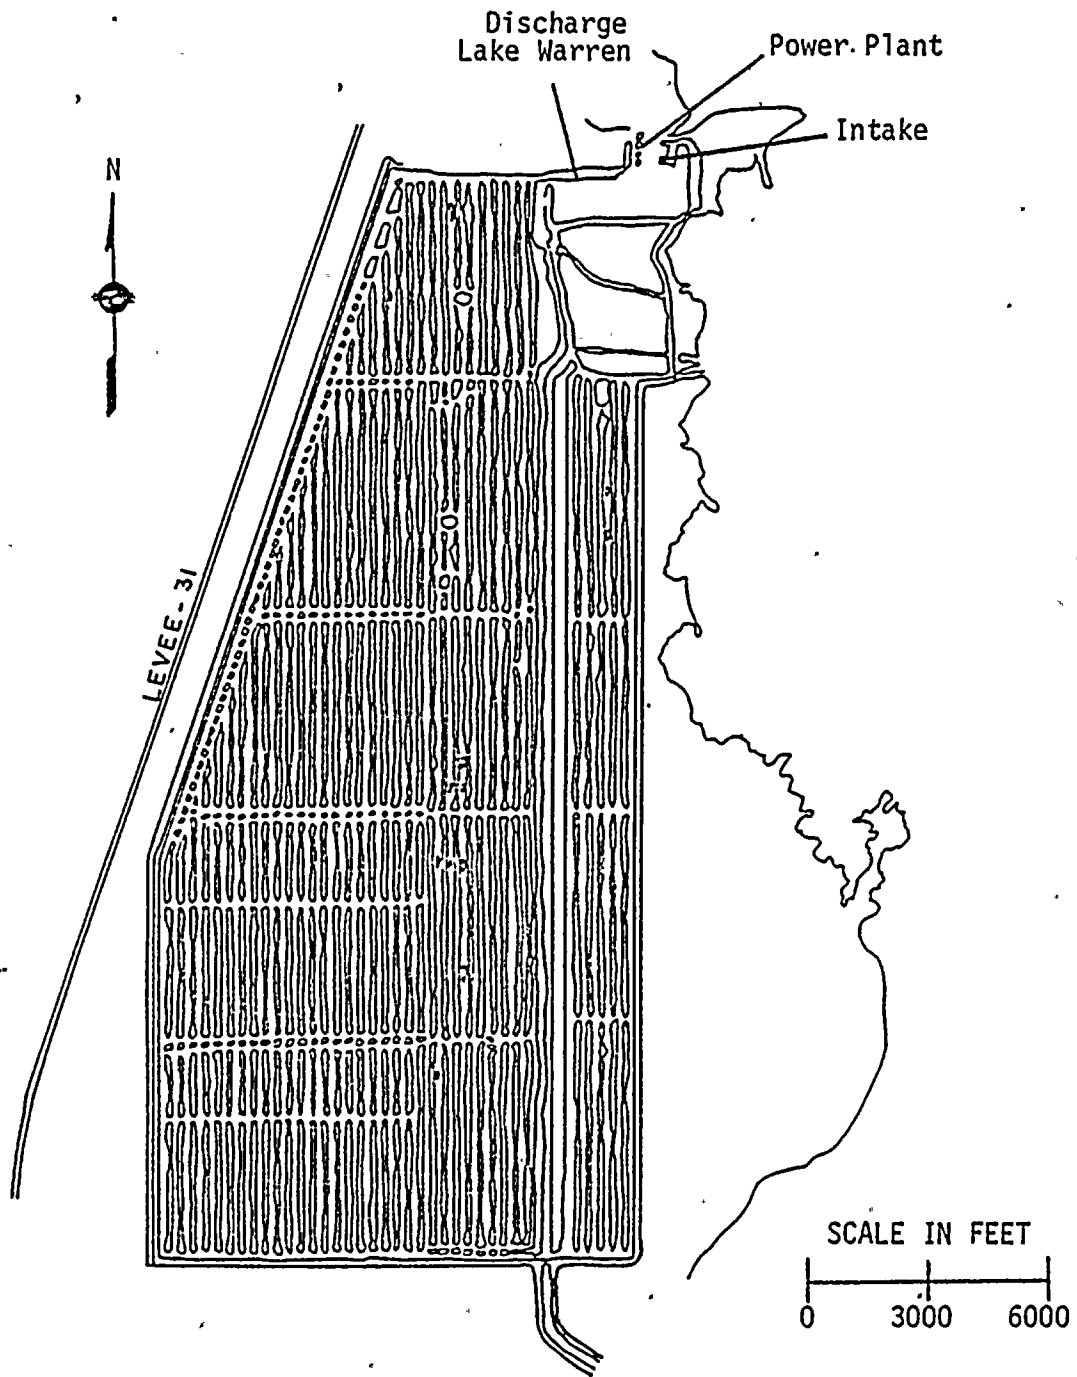 Discharge
Lake Warren
Power Plant
Intake
N
LEVEE-31
SCALE IN FEET
0 3000 6000